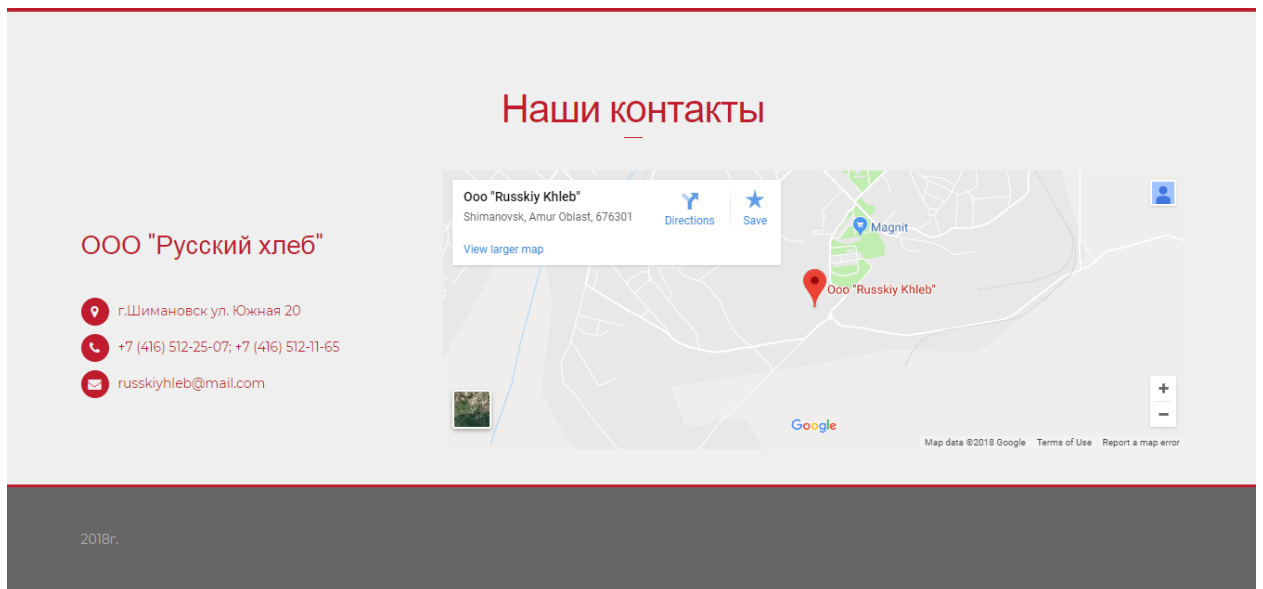 Наши контакты
ООО "Русский хлеб"
г.Шимановск ул. Южная 20
+7 (416) 512-25-07; +7 (416) 512-11-65
russkiyhleb@mail.com
Ooo "Russkiy Khleb"
Shimanovsk, Amur Oblast, 676301
Directions
Save
View larger map
Magnit
Ooo "Russkiy Khleb"
+
−
Google
Map data ©2018 Google Terms of Use Report a map error
2018г.